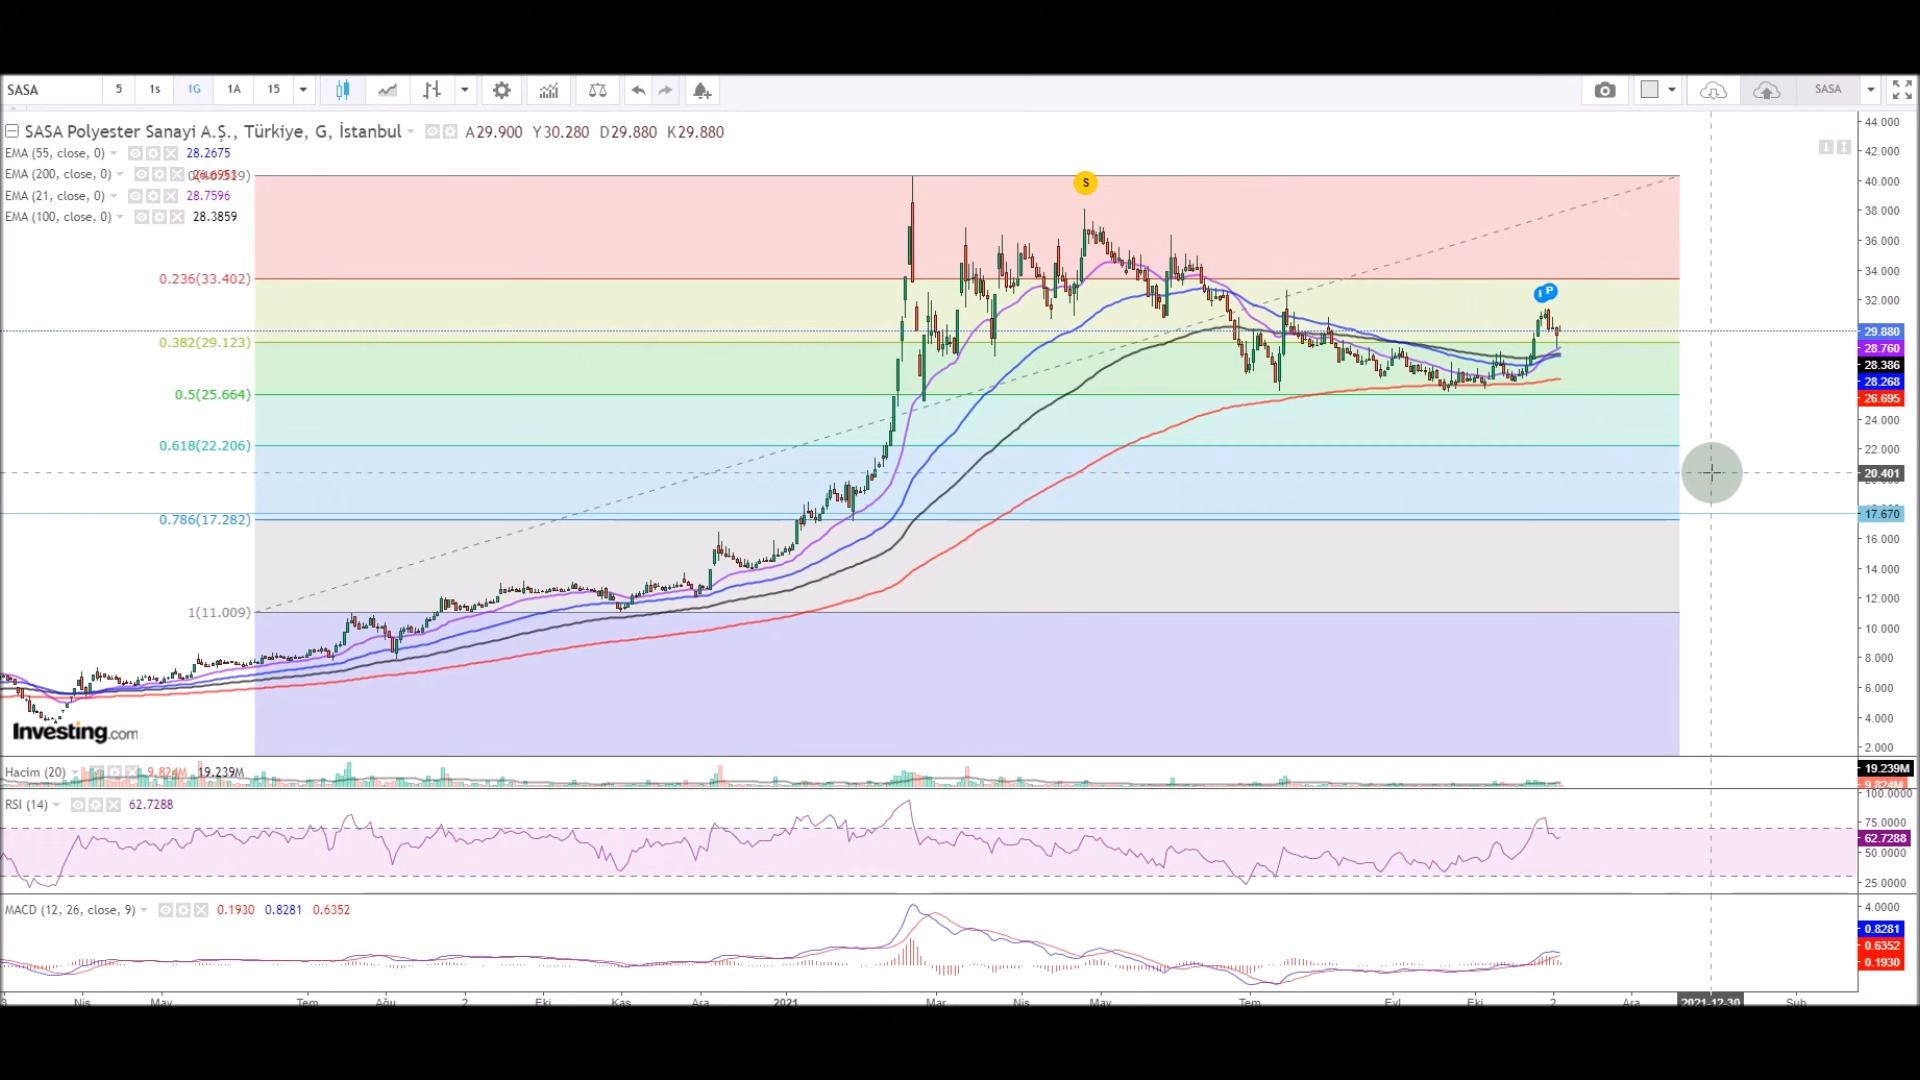 SASA 5 1s 1G 1A 15 SASA
SASA Polyester Sanayi A.Ş., Türkiye, G, İstanbul A29.900 Y30.280 D29.880 K29.880
EMA (55, close, 0) 28.2675
EMA (200, close, 0)
EMA (21, close, 0) 28.7596
EMA (100, close, 0) 28.3859
S
0.236(33.402)
P
0.382(29.123)
0.5(25.664)
0.618(22.206)
0.786(17.282)
1(11.009)
44.000
42.000
40.000
38.000
36.000
34.000
32.000
29.880
28.760
28.386
28.268
26.695
24.000
22.000
20.401
17.670
16.000
14.000
12.000
10.000
8.000
6.000
4.000
2.000
Investing.com
Hacim (20) 9.824M 19.239M
19.239M
9.824M
RSI (14) 62.7288
100.0000
75.0000
62.7288
50.0000
25.0000
MACD (12, 26, close, 9) 0.1930 0.8281 0.6352
4.0000
0.8281
0.6352
0.1930
3 Nis May Tem Ağu 2 Eki Kas Ara 2021 Mar Nis May Tem Eyl Eki 2 Ara 2021-12-30 Şub